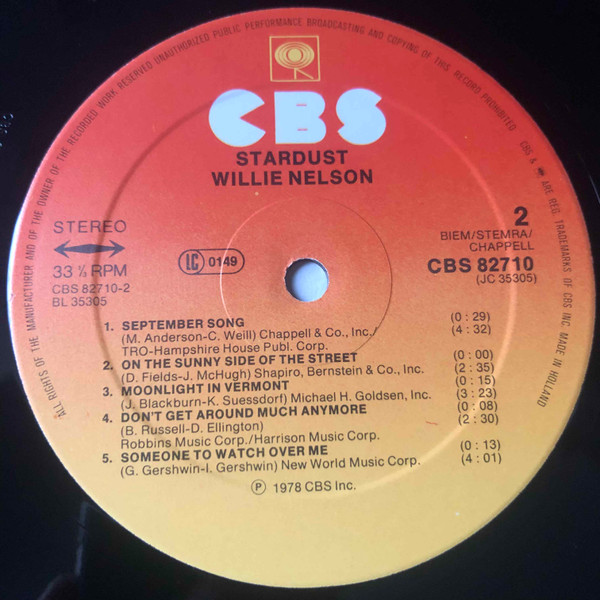 ALL RIGHTS OF THE MANUFACTURER AND OF THE OWNER OF THE RECORDED WORK RESERVED UNAUTHORIZED PUBLIC PERFORMANCE BROADCASTING AND COPYING OF THIS RECORD PROHIBITED
CBS & ARE REG. TRADEMARKS OF CBS INC. MADE IN HOLLAND
CBS
STARDUST
WILLIE NELSON
STEREO
33 ⅓ RPM
CBS 82710-2
BL 35305
LC 0149
2
BIEM/STEMRA/
CHAPPELL
CBS 82710
(JC 35305)
1. SEPTEMBER SONG (0 : 29)
(M. Anderson-C. Weill) Chappell & Co., Inc./ (4 : 32)
TRO-Hampshire House Publ. Corp.
2. ON THE SUNNY SIDE OF THE STREET (0 : 00)
(D. Fields-J. McHugh) Shapiro, Bernstein & Co., Inc. (2 : 35)
3. MOONLIGHT IN VERMONT (0 : 15)
(J. Blackburn-K. Suessdorf) Michael H. Goldsen, Inc. (3 : 23)
4. DON'T GET AROUND MUCH ANYMORE (0 : 08)
(B. Russell-D. Ellington) (2 : 30)
Robbins Music Corp./Harrison Music Corp.
5. SOMEONE TO WATCH OVER ME (0 : 13)
(G. Gershwin-I. Gershwin) New World Music Corp. (4 : 01)
℗ 1978 CBS Inc.